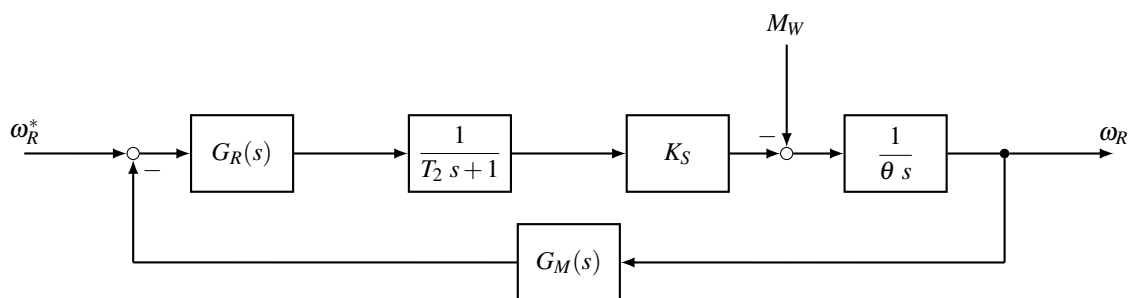 M_W
−
ω_R^*
−
G_R(s)
1
T_2 s + 1
K_S
1
θ s
ω_R
G_M(s)